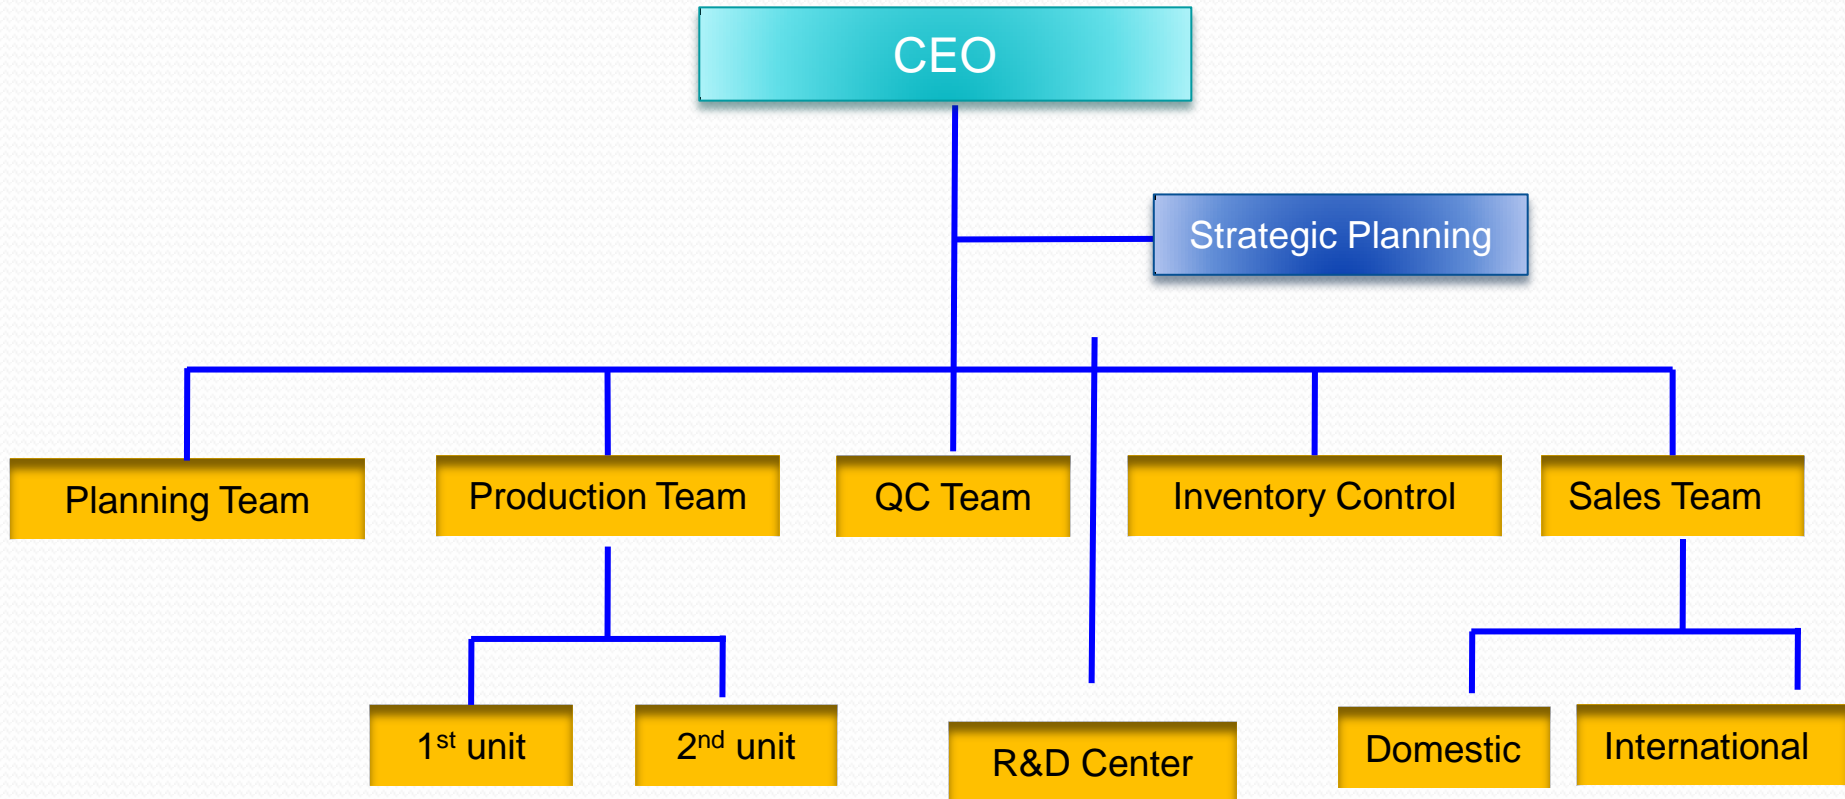 CEO
Strategic Planning
Planning Team
Production Team
QC Team
Inventory Control
Sales Team
1st unit
2nd unit
R&D Center
Domestic
International